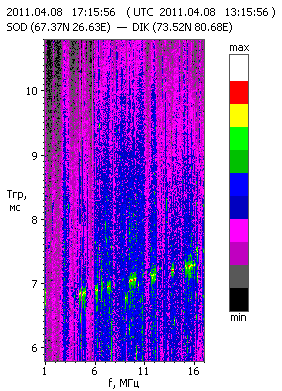 2011.04.08 17:15:56 (UTC 2011.04.08 13:15:56)
SOD (67.37N 26.63E) — DIK (73.52N 80.68E)
max
10
9
Tгр,
мс
8
7
6
min
1 6 11 16
f, МГц